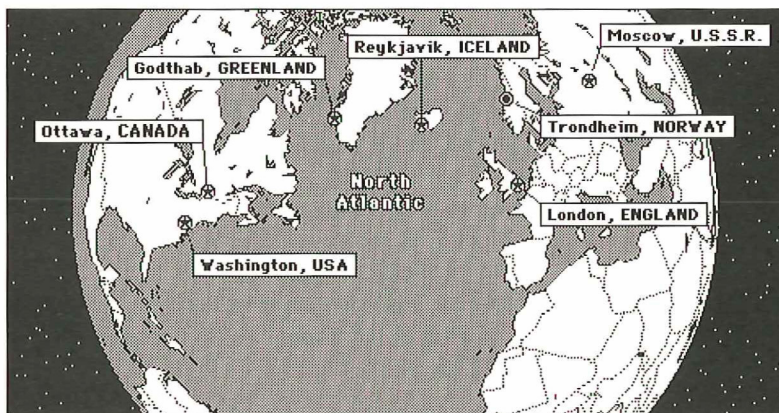 Reykjavik, ICELAND
Moscow, U.S.S.R.
Godthab, GREENLAND
Ottawa, CANADA
Trondheim, NORWAY
North
Atlantic
London, ENGLAND
Washington, USA